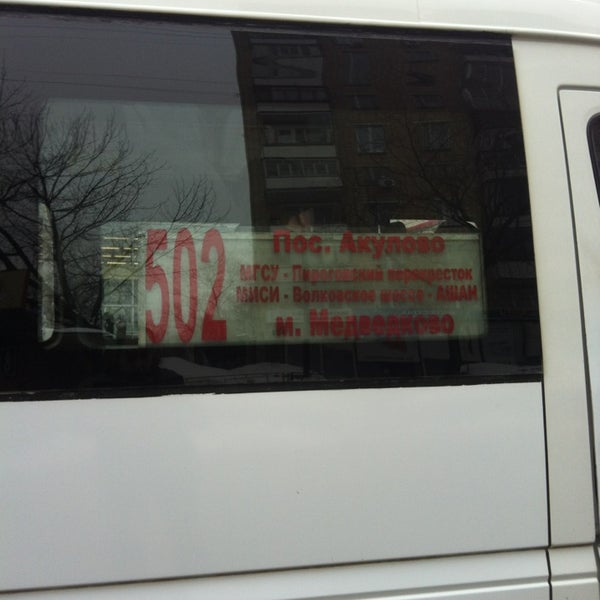 502
Пос. Акулово
МГСУ - Пироговский перекресток
МИСИ - Волковское шоссе - АШАН
м. Медведково